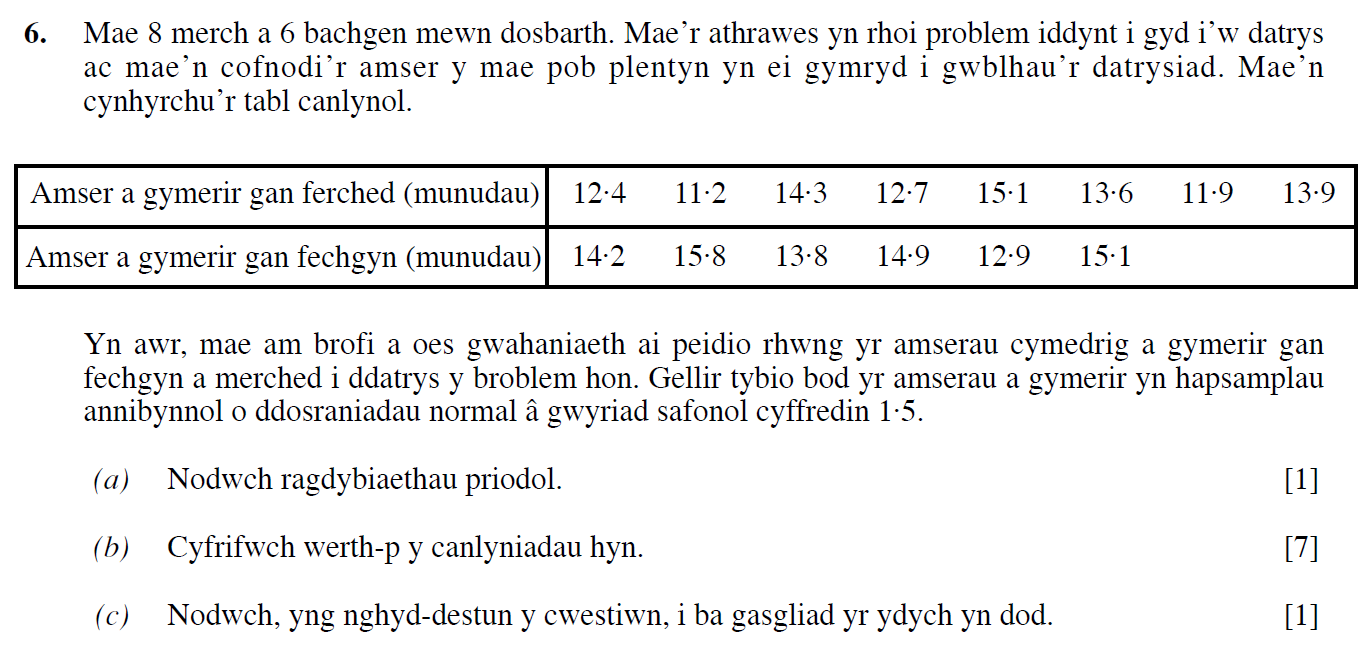 6. Mae 8 merch a 6 bachgen mewn dosbarth. Mae'r athrawes yn rhoi problem iddynt i gyd i'w datrys
ac mae'n cofnodi'r amser y mae pob plentyn yn ei gymryd i gwblhau'r datrysiad. Mae'n
cynhyrchu'r tabl canlynol.
Amser a gymerir gan ferched (munudau) 12·4 11·2 14·3 12·7 15·1 13·6 11·9 13·9
Amser a gymerir gan fechgyn (munudau) 14·2 15·8 13·8 14·9 12·9 15·1
Yn awr, mae am brofi a oes gwahaniaeth ai peidio rhwng yr amserau cymedrig a gymerir gan
fechgyn a merched i ddatrys y broblem hon. Gellir tybio bod yr amserau a gymerir yn hapsamplau
annibynnol o ddosraniadau normal â gwyriad safonol cyffredin 1·5.
(a) Nodwch ragdybiaethau priodol. [1]
(b) Cyfrifwch werth-p y canlyniadau hyn. [7]
(c) Nodwch, yng nghyd-destun y cwestiwn, i ba gasgliad yr ydych yn dod. [1]